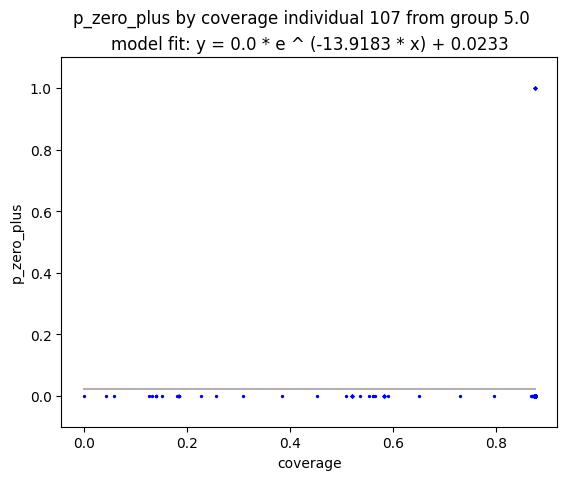 p_zero_plus by coverage individual 107 from group 5.0
model fit: y = 0.0 * e ^ (-13.9183 * x) + 0.0233
1.0
0.8
0.6
0.4
0.2
0.0
p_zero_plus
0.0 0.2 0.4 0.6 0.8
coverage